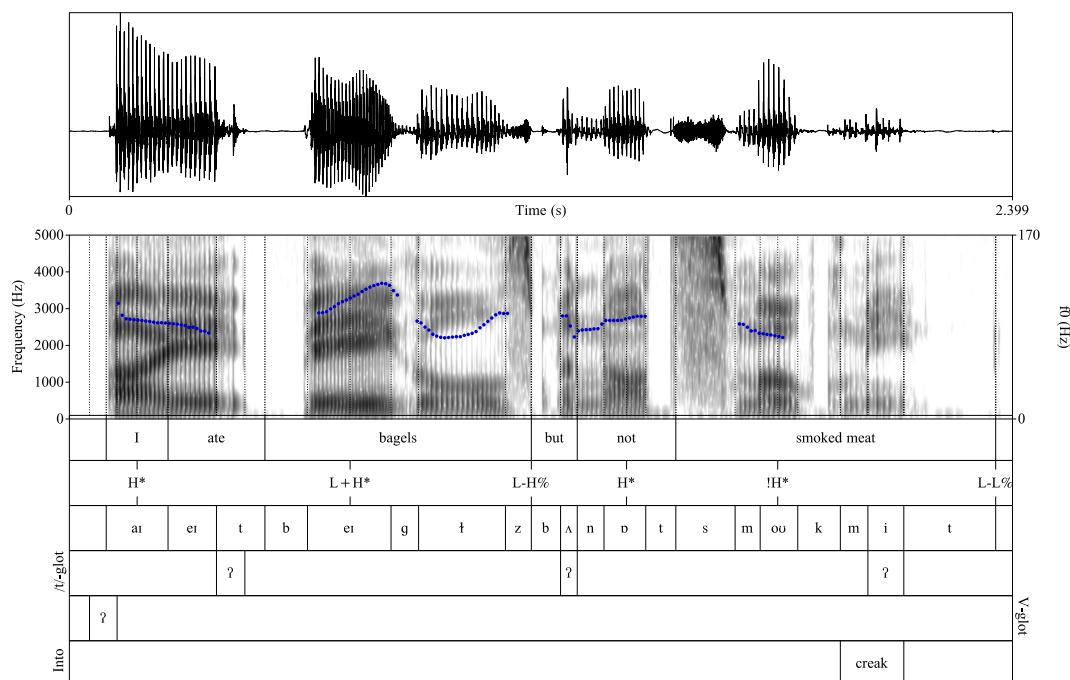 0 Time (s) 2.399
5000 170
4000
3000
2000
1000
0 0
Frequency (Hz)
f0 (Hz)
I ate bagels but not smoked meat
H* L+H* L-H% H* !H* L-L%
aɪ eɪ t b eɪ g ɫ z b ʌ n ɒ t s m oʊ k m i t
/t/-glot ʔ ʔ ʔ
ʔ V-glot
Into creak